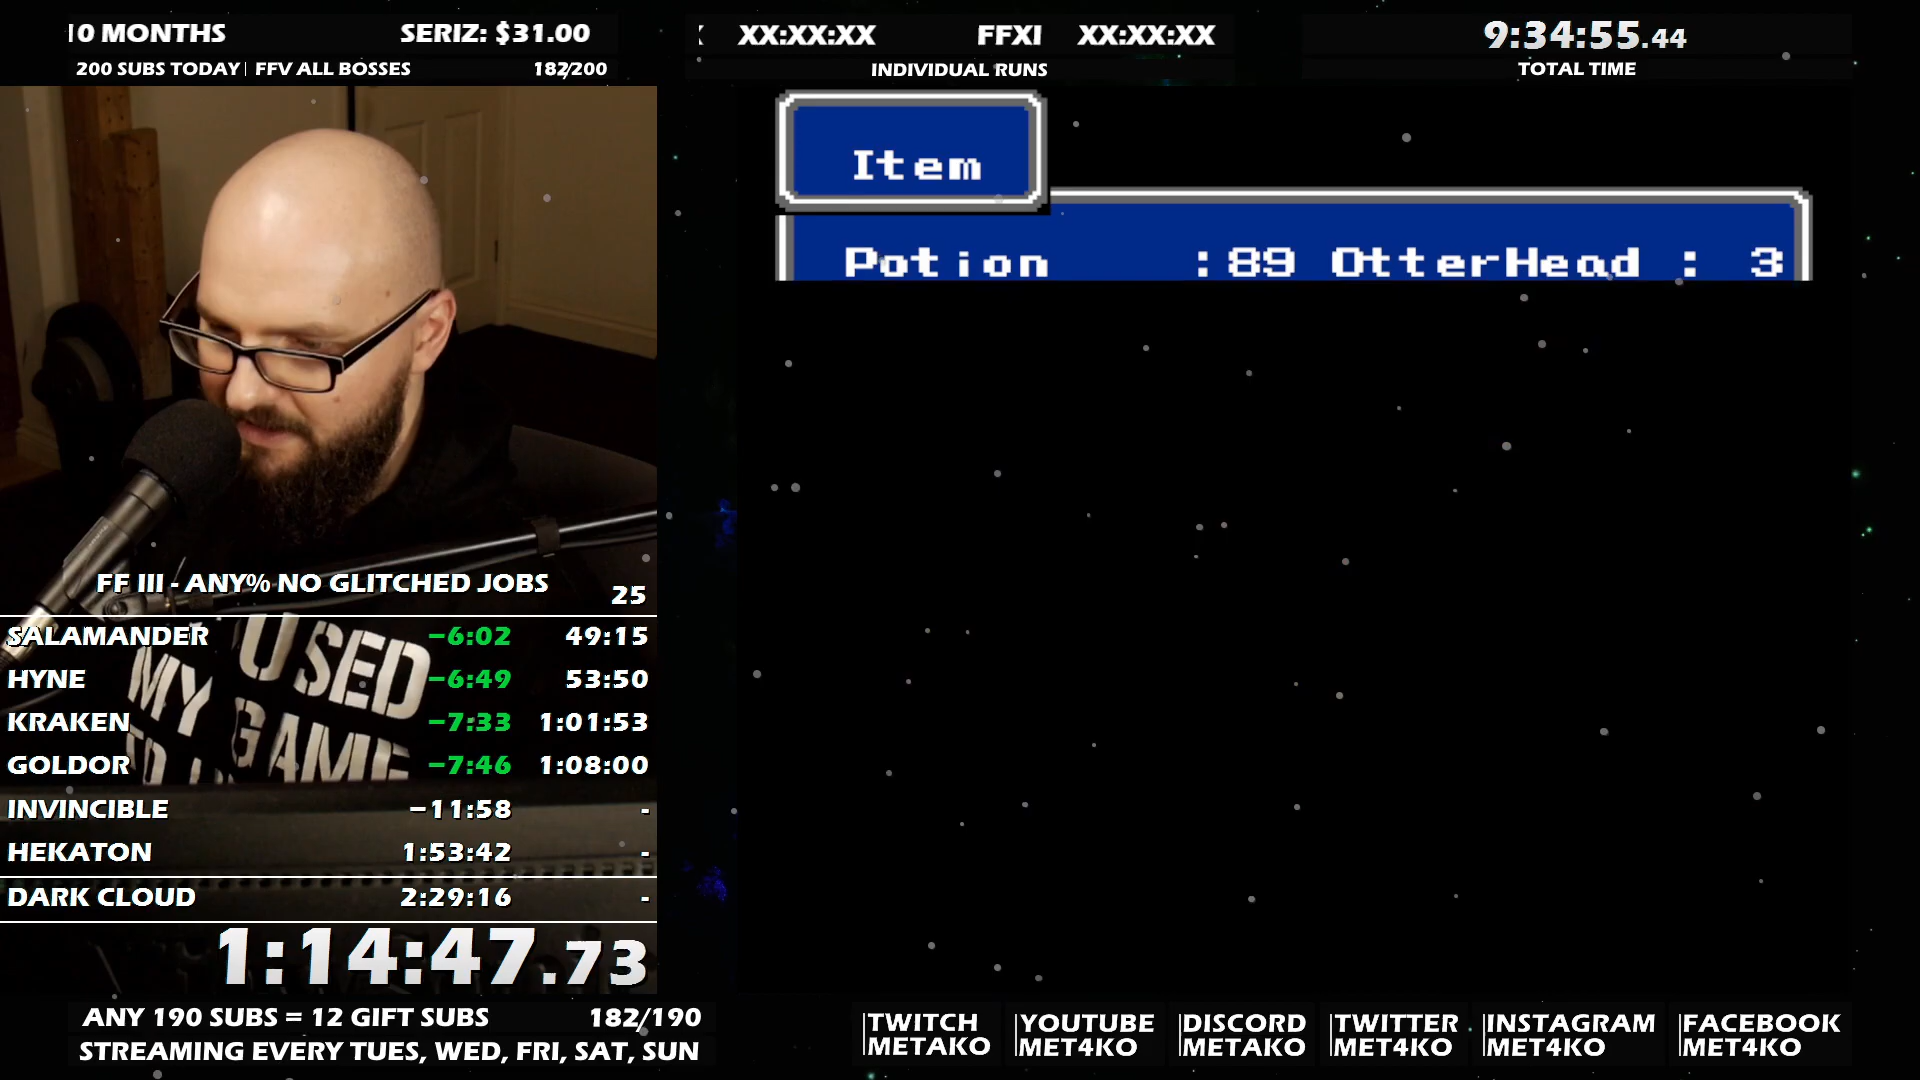 10 MONTHS SERIZ: $31.00
200 SUBS TODAY FFV ALL BOSSES 182/200
XX:XX:XX FFXI XX:XX:XX
INDIVIDUAL RUNS
9:34:55.44
TOTAL TIME
Item
Potion :89 OtterHead : 3
USED
MY GAME
FF III - ANY% NO GLITCHED JOBS 25
SALAMANDER -6:02 49:15
HYNE -6:49 53:50
KRAKEN -7:33 1:01:53
GOLDOR -7:46 1:08:00
INVINCIBLE -11:58 -
HEKATON 1:53:42 -
DARK CLOUD 2:29:16 -
1:14:47.73
ANY 190 SUBS = 12 GIFT SUBS 182/190
STREAMING EVERY TUES, WED, FRI, SAT, SUN
TWITCH METAKO
YOUTUBE MET4KO
DISCORD METAKO
TWITTER MET4KO
INSTAGRAM MET4KO
FACEBOOK MET4KO